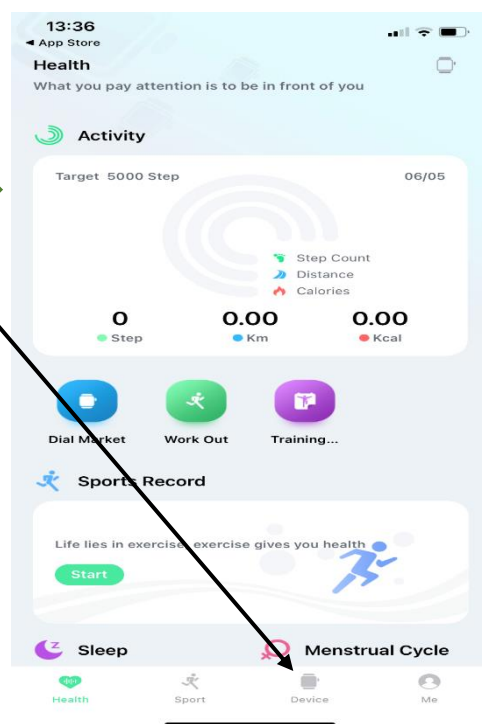 13:36
◀ App Store
Health
What you pay attention is to be in front of you
Activity
Target 5000 Step 06/05
Step Count
Distance
Calories
0 0.00 0.00
Step Km Kcal
Dial Market Work Out Training...
Sports Record
Life lies in exercise, exercise gives you health
Start
Sleep Menstrual Cycle
Health Sport Device Me